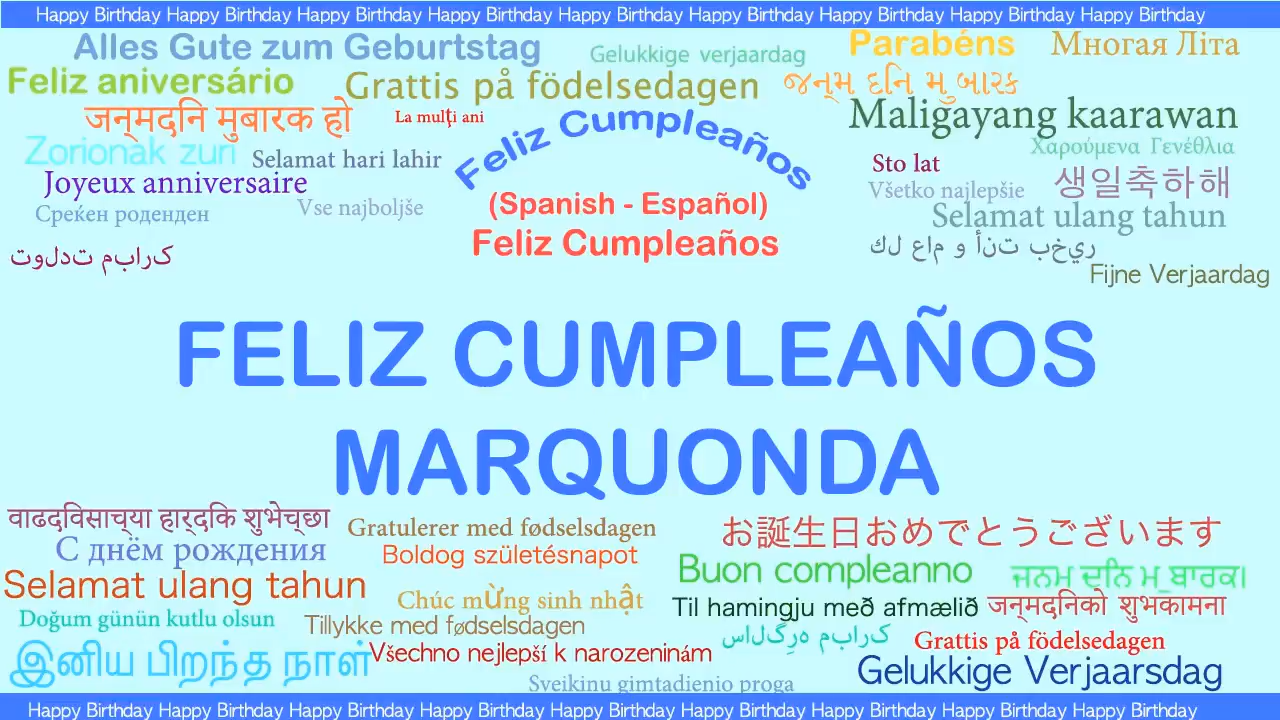 Happy Birthday Happy Birthday Happy Birthday Happy Birthday Happy Birthday Happy Birthday Happy Birthday Happy Birthday Happy Birthday
Alles Gute zum Geburtstag
Gelukkige verjaardag
Parabéns
Многая Літа
Feliz aniversário
Grattis på födelsedagen
જન્મ દિન મુબારક
जन्मदिन मुबारक हो
La mulţi ani
Feliz Cumpleaños
Maligayang kaarawan
Zorionak zuri
Selamat hari lahir
Χαρούμενα Γενέθλια
Sto lat
Joyeux anniversaire
Všetko najlepšie
생일축하해
(Spanish - Español)
Срећен роденден
Vse najboljše
Selamat ulang tahun
Feliz Cumpleaños
تولدت مبارک
كل عام و أنت بخير
Fijne Verjaardag
FELIZ CUMPLEAÑOS
MARQUONDA
वाढदिवसाच्या हार्दिक शुभेच्छा
Gratulerer med fødselsdagen
お誕生日おめでとうございます
С днём рождения
Boldog születésnapot
Buon compleanno
ਜਨਮ ਦਿਨ ਮੁਬਾਰਕ।
Selamat ulang tahun
Chúc mừng sinh nhật
Til hamingju með afmælið
जन्मदिनको शुभकामना
Doğum günün kutlu olsun
Tillykke med fødselsdagen
سالگرِہ مبارک
Grattis på födelsedagen
இனிய பிறந்த நாள்
Všechno nejlepší k narozeninám
Gelukkige Verjaarsdag
Sveikinu gimtadienio proga
Happy Birthday Happy Birthday Happy Birthday Happy Birthday Happy Birthday Happy Birthday Happy Birthday Happy Birthday Happy Birthday